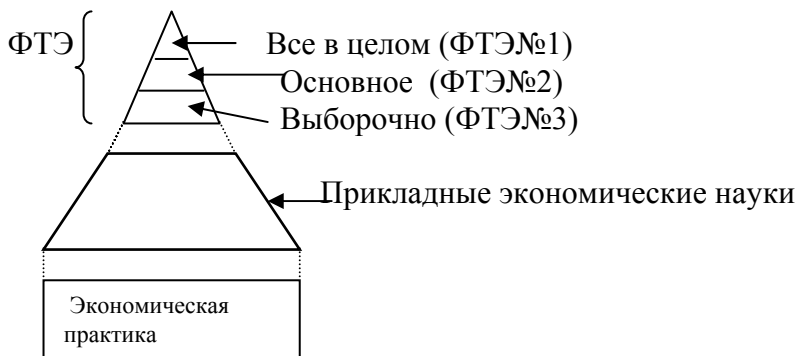 ФТЭ
Все в целом (ФТЭ№1)
Основное (ФТЭ№2)
Выборочно (ФТЭ№3)
Прикладные экономические науки
Экономическая
практика